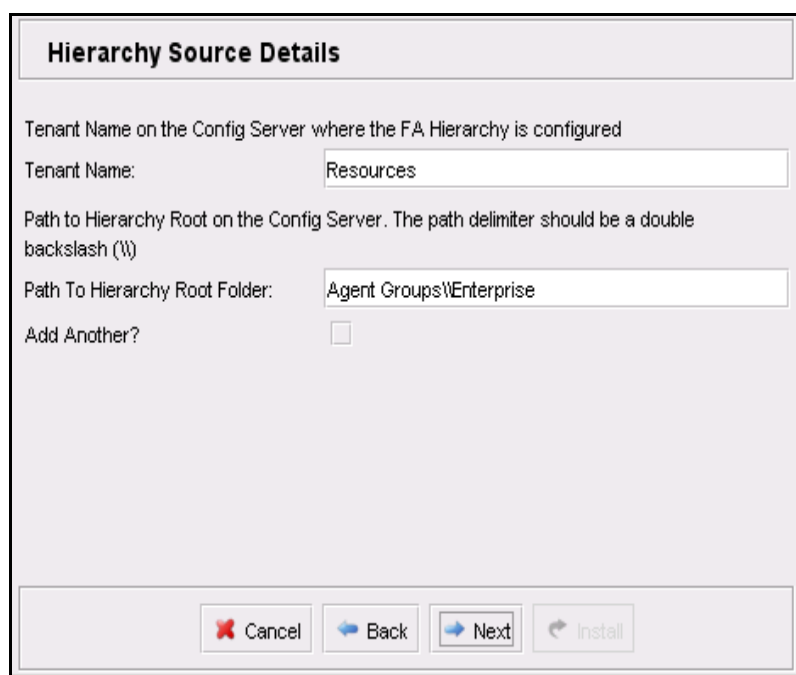 Hierarchy Source Details
Tenant Name on the Config Server where the FA Hierarchy is configured
Tenant Name:
Resources
Path to Hierarchy Root on the Config Server. The path delimiter should be a double
backslash (\\)
Path To Hierarchy Root Folder:
Agent Groups\\Enterprise
Add Another?
Cancel
Back
Next
Install